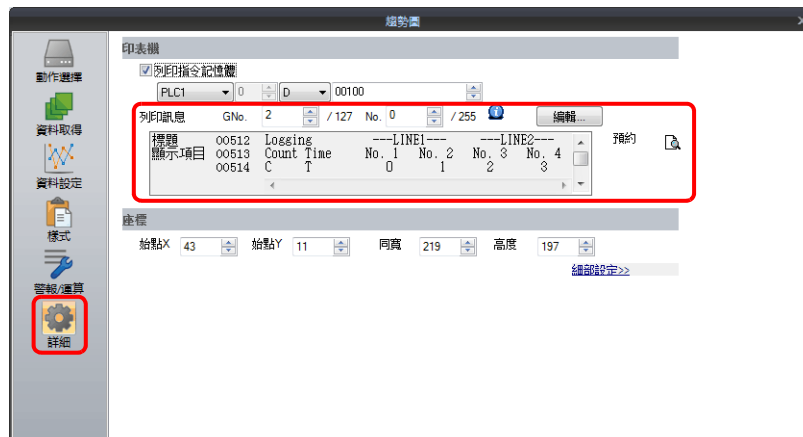 趨勢圖
動作選擇
資料取得
資料設定
樣式
警報/運算
詳細
印表機
列印指令記憶體
PLC1 0 D 00100
列印訊息 GNo. 2 / 127 No. 0 / 255 編輯...
標題 00512 Logging ---LINE1--- ---LINE2---
顯示項目 00513 Count Time No. 1 No. 2 No. 3 No. 4
00514 C T 0 1 2 3
預約
座標
始點X 43 始點Y 11 同寬 219 高度 197
細部設定>>